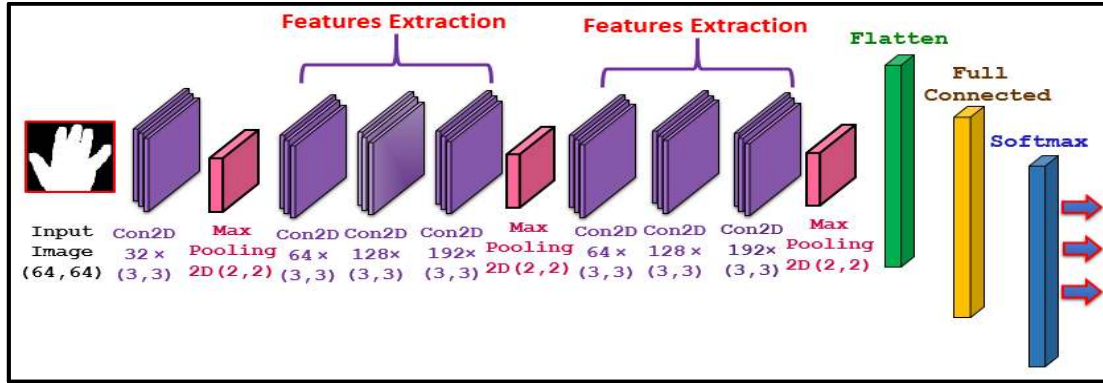 Features Extraction
Features Extraction
Flatten
Full
Connected
Softmax
Input
Image
(64,64)
Con2D
32 ×
(3,3)
Max
Pooling
2D(2,2)
Con2D
64×
(3,3)
Con2D
128×
(3,3)
Con2D
192×
(3,3)
Max
Pooling
2D(2,2)
Con2D
64 ×
(3,3)
Con2D
128 ×
(3,3)
Con2D
192×
(3,3)
Max
Pooling
2D(2,2)